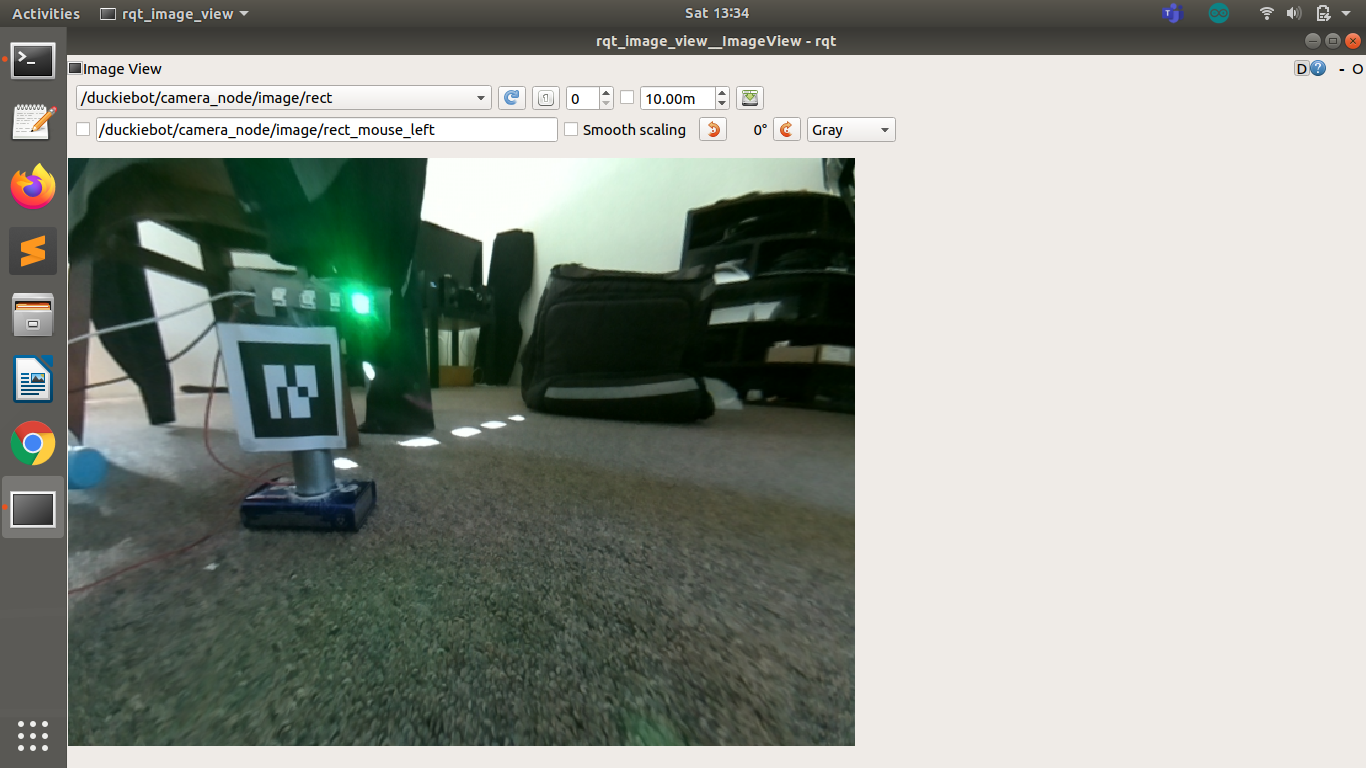 Activities rqt_image_view Sat 13:34
rqt_image_view__ImageView - rqt
Image View D ? - O
/duckiebot/camera_node/image/rect 0 10.00m
/duckiebot/camera_node/image/rect_mouse_left Smooth scaling 0° Gray